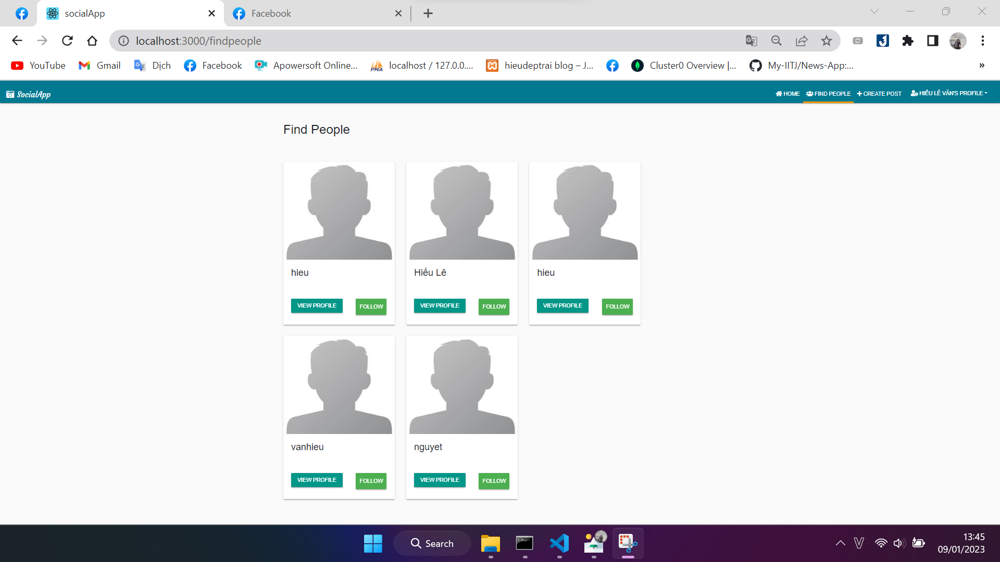 socialApp
Facebook
localhost:3000/findpeople
YouTube
Gmail
Dịch
Facebook
Apowersoft Online...
localhost / 127.0.0....
hieudeptrai blog – J...
Cluster0 Overview |...
My-IITJ/News-App:...
»
SocialApp
HOME
FIND PEOPLE
CREATE POST
HIẾU LÊ VĂN'S PROFILE
Find People
hieu
Hiếu Lê
hieu
VIEW PROFILE
FOLLOW
VIEW PROFILE
FOLLOW
VIEW PROFILE
FOLLOW
vanhieu
nguyet
VIEW PROFILE
FOLLOW
VIEW PROFILE
FOLLOW
Search
13:45
09/01/2023